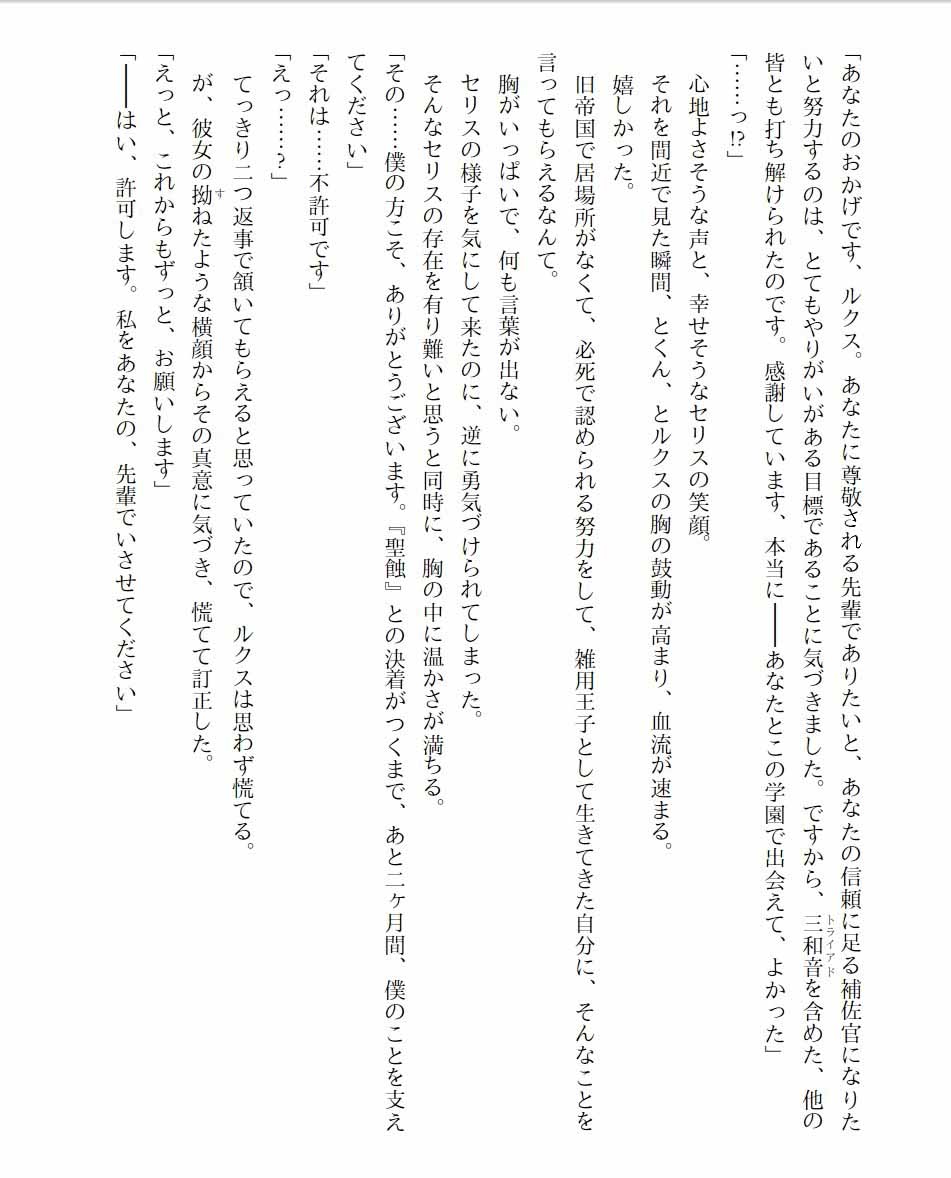 「あなたのおかげです、ルクス。あなたに尊敬される先輩でありたいと、あなたの信頼に足る補佐官になりた
いと努力するのは、とてもやりがいがある目標であることに気づきました。ですから、三和音を含めた、他の
トライアド
皆とも打ち解けられたのです。感謝しています、本当に――あなたとこの学園で出会えて、よかった」
「……っ!?」
心地よさそうな声と、幸せそうなセリスの笑顔。
それを間近で見た瞬間、とくん、とルクスの胸の鼓動が高まり、血流が速まる。
嬉しかった。
旧帝国で居場所がなくて、必死で認められる努力をして、雑用王子として生きてきた自分に、そんなことを
言ってもらえるなんて。
胸がいっぱいで、何も言葉が出ない。
セリスの様子を気にして来たのに、逆に勇気づけられてしまった。
そんなセリスの存在を有り難いと思うと同時に、胸の中に温かさが満ちる。
「その……僕の方こそ、ありがとうございます。『聖蝕』との決着がつくまで、あと二ヶ月間、僕のことを支え
てください」
「それは……不許可です」
「えっ……?」
てっきり二つ返事で頷いてもらえると思っていたので、ルクスは思わず慌てる。
が、彼女の拗ねたような横顔からその真意に気づき、慌てて訂正した。
す
「えっと、これからもずっと、お願いします」
「――はい、許可します。私をあなたの、先輩でいさせてください」